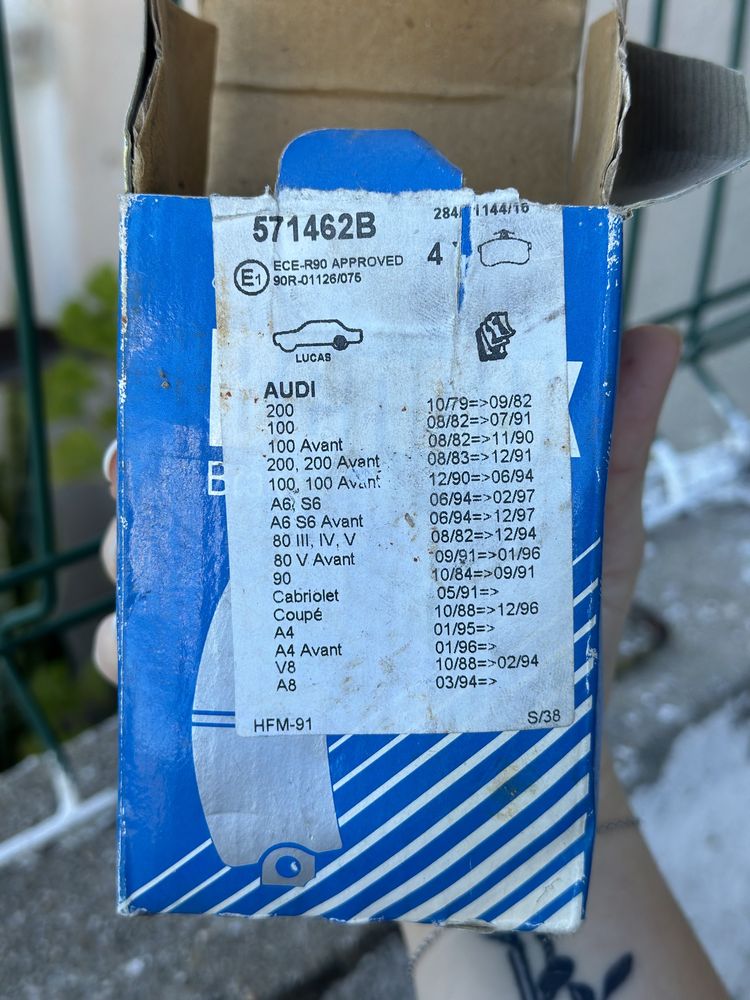 571462B
4
E1
ECE-R90 APPROVED
90R-01126/075
LUCAS
AUDI
200 10/79=>09/82
100 08/82=>07/91
100 Avant 08/82=>11/90
200, 200 Avant 08/83=>12/91
100, 100 Avant 12/90=>06/94
A6, S6 06/94=>02/97
A6 S6 Avant 06/94=>12/97
80 III, IV, V 08/82=>12/94
80 V Avant 09/91=>01/96
90 10/84=>09/91
Cabriolet 05/91=>
Coupé 10/88=>12/96
A4 01/95=>
A4 Avant 01/96=>
V8 10/88=>02/94
A8 03/94=>
HFM-91 S/38